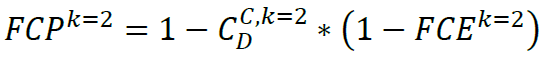 FCP^{k=2} = 1 − C_D^{C,k=2} * (1 − FCE^{k=2})